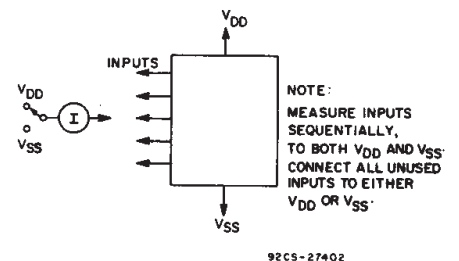 VDD
INPUTS
VDD
I
VSS
NOTE:
MEASURE INPUTS
SEQUENTIALLY,
TO BOTH VDD AND VSS.
CONNECT ALL UNUSED
INPUTS TO EITHER
VDD OR VSS.
VSS
92CS-27402